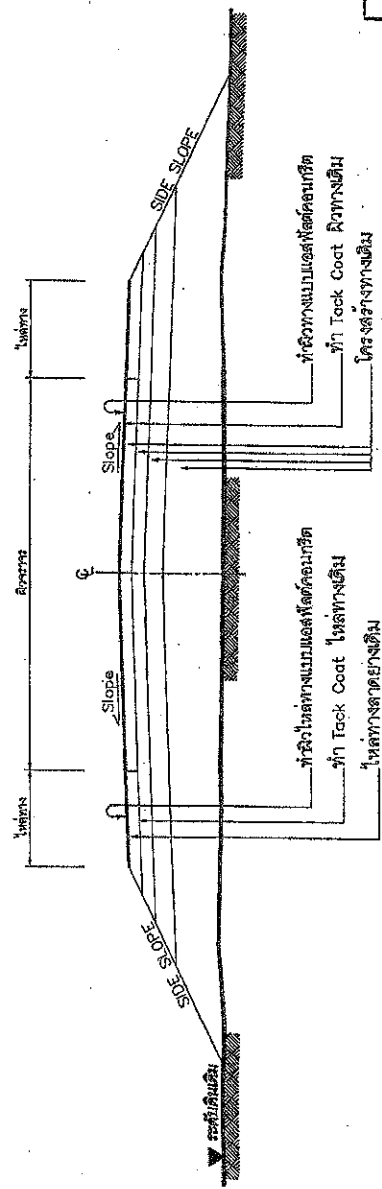 ไหล่ทาง
ผิวจราจร
ไหล่ทาง
Slope
Slope
SIDE SLOPE
SIDE SLOPE
ระดับดินเดิม
ทำผิวไหล่ทางแบบแอสฟัลต์คอนกรีต
ทำ Tack Coat ไหล่ทางเดิม
ไหล่ทางลาดยางเดิม
ทำผิวทางแบบแอสฟัลต์คอนกรีต
ทำ Tack Coat ผิวทางเดิม
โครงสร้างทางเดิม